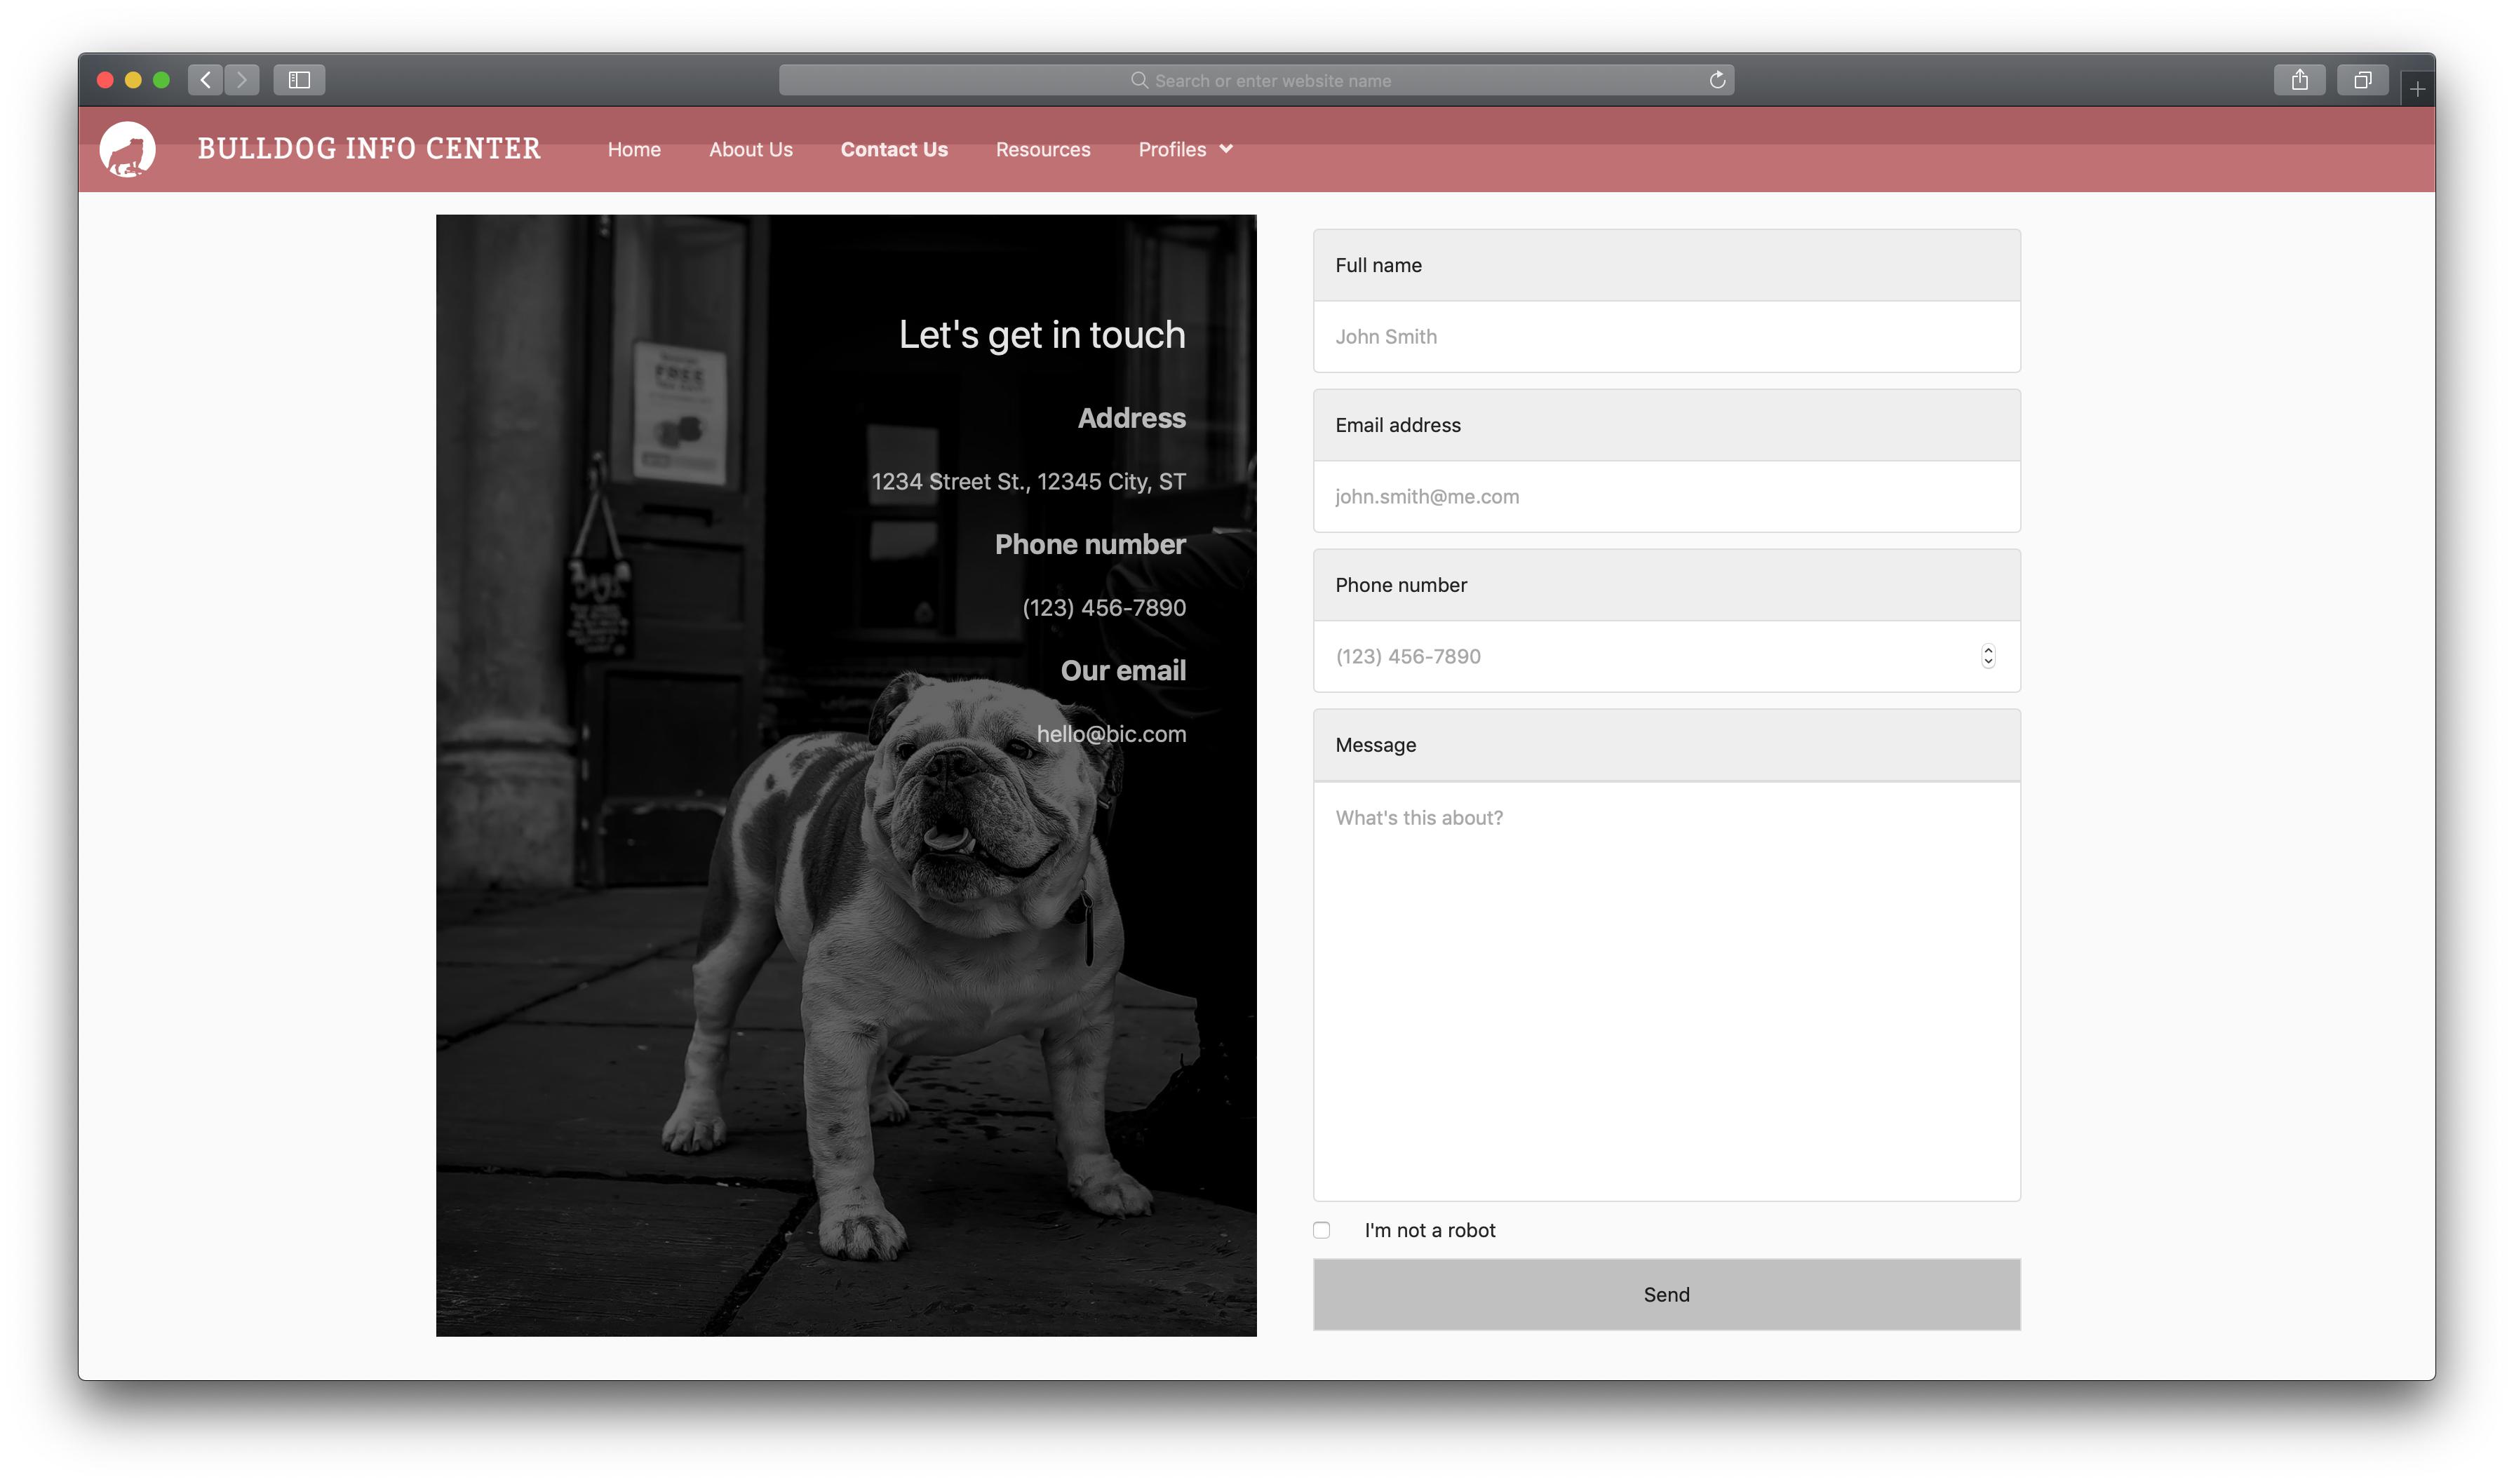 Search or enter website name
BULLDOG INFO CENTER
Home
About Us
Contact Us
Resources
Profiles
Let's get in touch
Address
1234 Street St., 12345 City, ST
Phone number
(123) 456-7890
Our email
hello@bic.com
FREE
DOGS
Full name
John Smith
Email address
john.smith@me.com
Phone number
(123) 456-7890
Message
What's this about?
I'm not a robot
Send